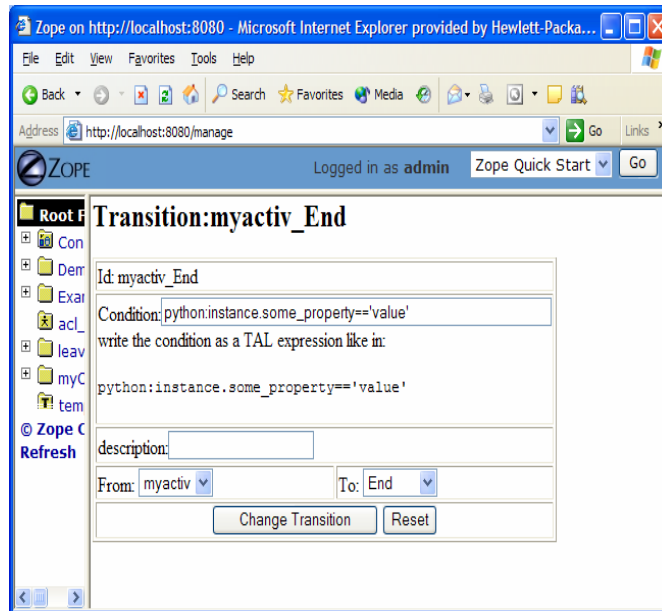 Zope on http://localhost:8080 - Microsoft Internet Explorer provided by Hewlett-Packa...
File Edit View Favorites Tools Help
Back Search Favorites Media
Address http://localhost:8080/manage Go Links
ZOPE Logged in as admin Zope Quick Start Go
Root F
Con
Dem
Exar
acl_
leav
myC
tem
© Zope C
Refresh
Transition:myactiv_End
Id: myactiv_End
Condition: python:instance.some_property=='value'
write the condition as a TAL expression like in:
python:instance.some_property=='value'
description:
From: myactiv To: End
Change Transition Reset